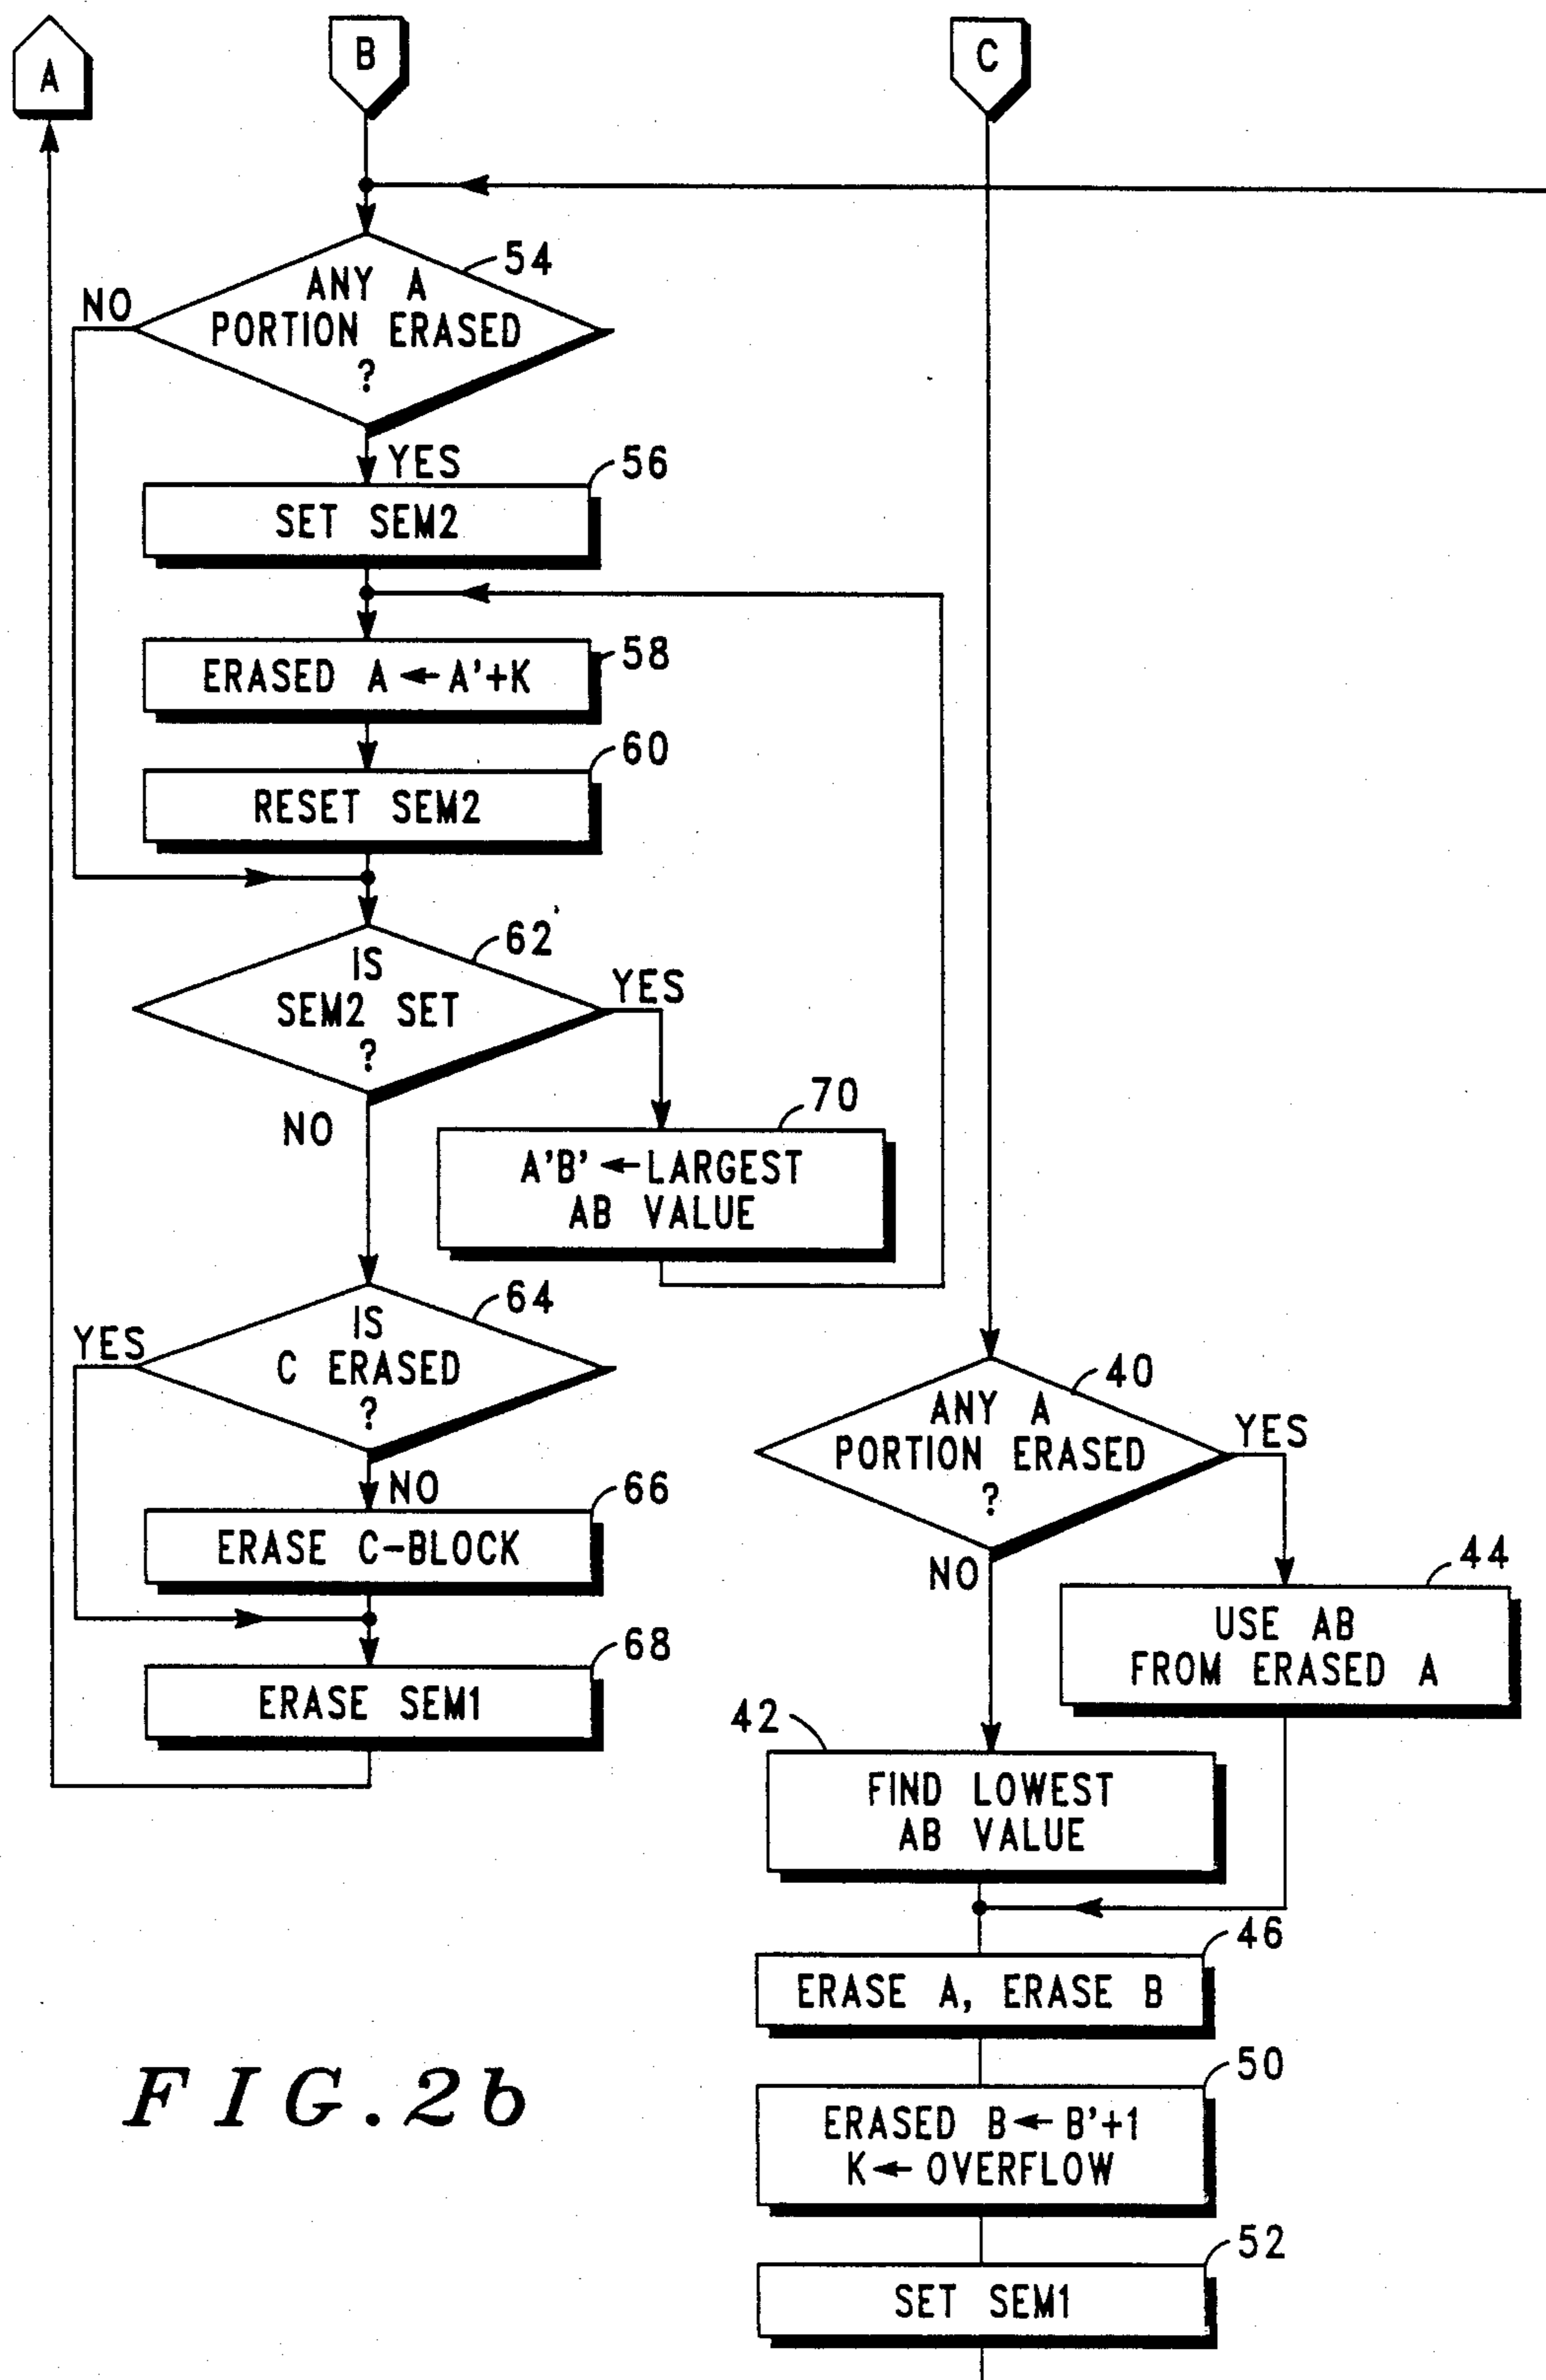 A
B
C
54
ANY A
PORTION ERASED
?
NO
YES
56
SET SEM2
58
ERASED A ← A'+K
60
RESET SEM2
62
IS
SEM2 SET
?
YES
NO
70
A'B' ← LARGEST
AB VALUE
64
IS
C ERASED
?
YES
NO
66
ERASE C-BLOCK
68
ERASE SEM1
40
ANY A
PORTION ERASED
?
YES
NO
44
USE AB
FROM ERASED A
42
FIND LOWEST
AB VALUE
46
ERASE A, ERASE B
50
ERASED B ← B'+1
K ← OVERFLOW
52
SET SEM1
FIG. 2b